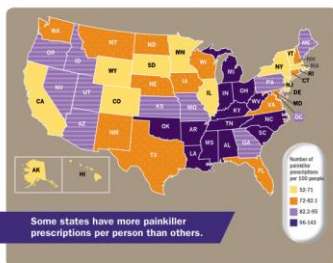 WA
MT
ND
MN
VT
ME
OR
ID
SD
WI
NY
NH
MA
WY
MI
RI
CT
IA
PA
NJ
NV
NE
IL
IN
OH
DE
UT
CO
WV
VA
MD
CA
KS
MO
KY
DC
NC
TN
AZ
NM
OK
AR
SC
MS
AL
GA
TX
LA
FL
AK
HI
Number of
painkiller
prescriptions
per 100 people
52-71
72-82.1
82.2-95
96-143
Some states have more painkiller
prescriptions per person than others.